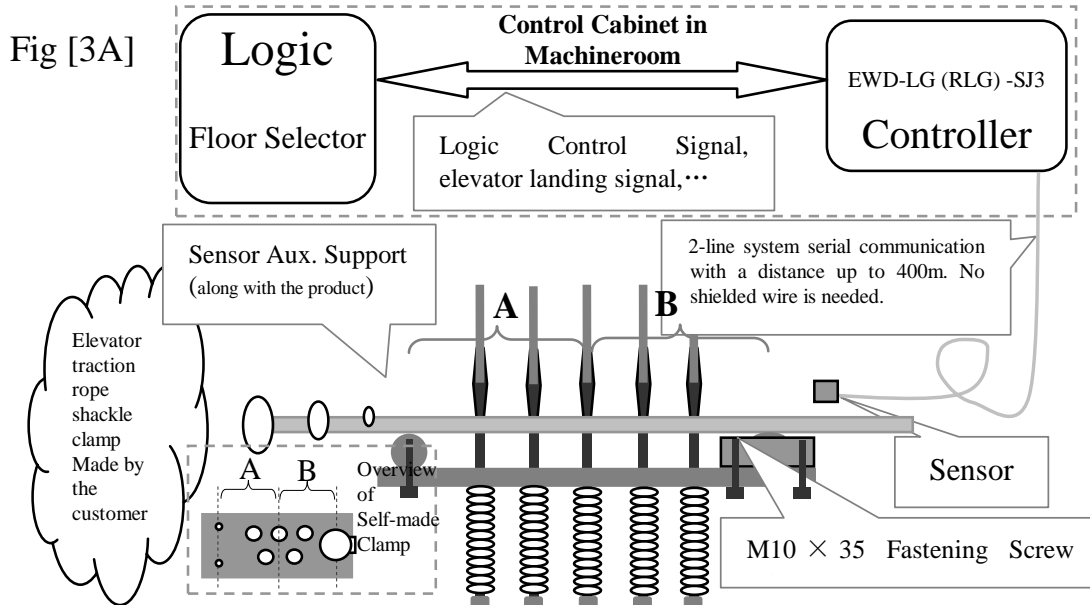 Fig [3A]
Logic
Floor Selector
Control Cabinet in
Machineroom
EWD-LG (RLG) -SJ3
Controller
Logic Control Signal,
elevator landing signal,⋯
Sensor Aux. Support
(along with the product)
2-line system serial communication
with a distance up to 400m. No
shielded wire is needed.
A
B
Elevator
traction
rope
shackle
clamp
Made by
the
customer
A
B
Overview
of
Self-made
Clamp
Sensor
M10 × 35 Fastening Screw